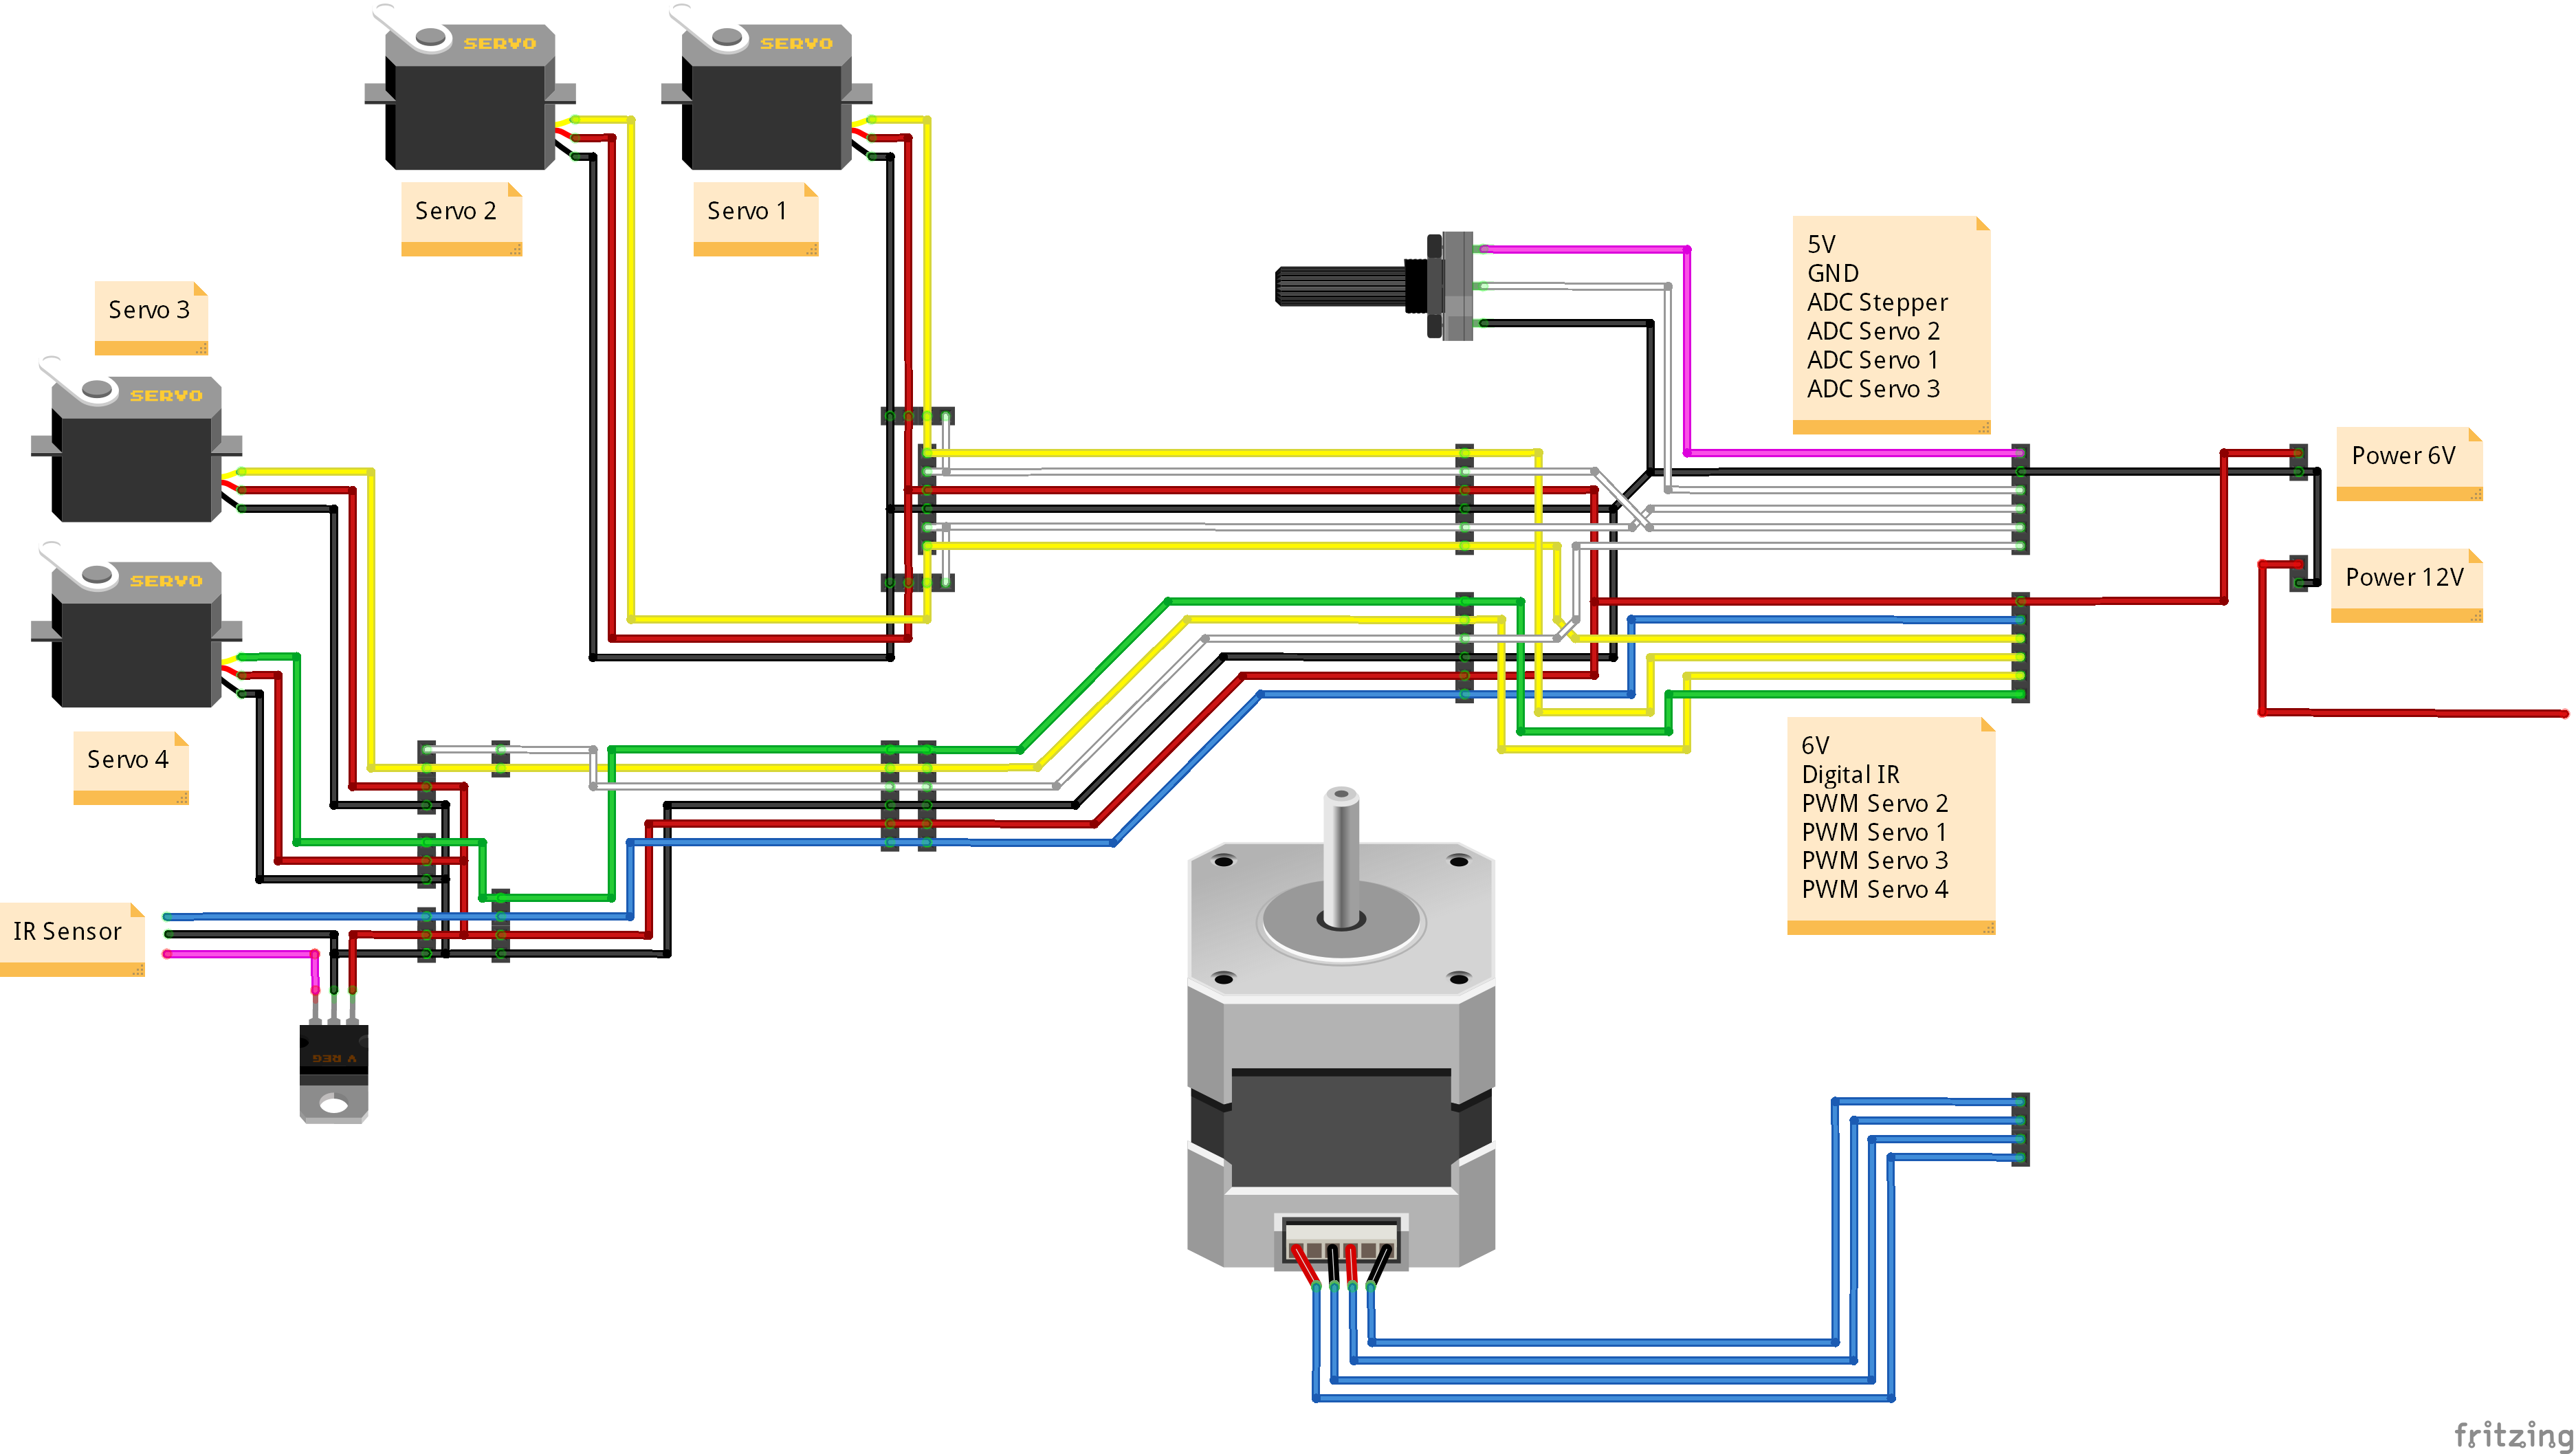 SERVO
SERVO
Servo 2
Servo 1
Servo 3
SERVO
5V
GND
ADC Stepper
ADC Servo 2
ADC Servo 1
ADC Servo 3
Power 6V
SERVO
Power 12V
Servo 4
6V
Digital IR
PWM Servo 2
PWM Servo 1
PWM Servo 3
PWM Servo 4
IR Sensor
V REG
fritzing